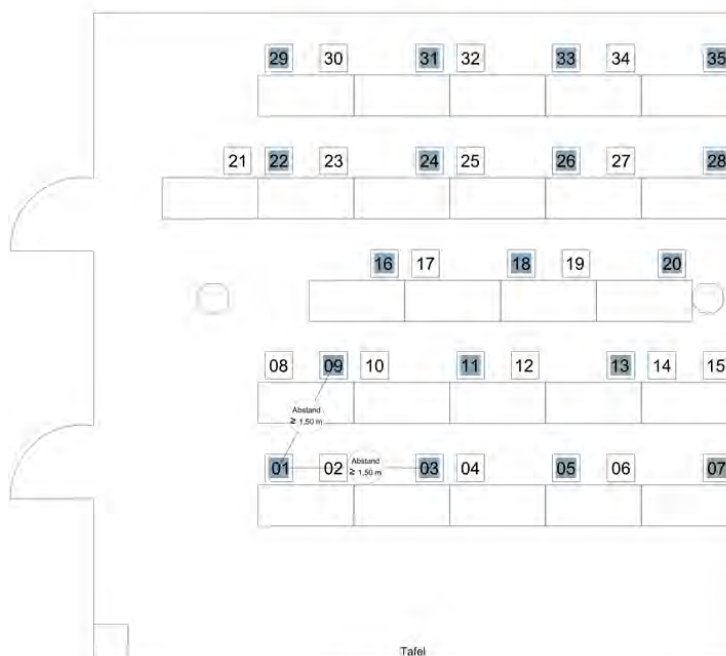 29 30 31 32 33 34 35
21 22 23 24 25 26 27 28
16 17 18 19 20
08 09 10 11 12 13 14 15
Abstand
≥ 1,50 m
01 02 Abstand
≥ 1,50 m 03 04 05 06 07
Tafel